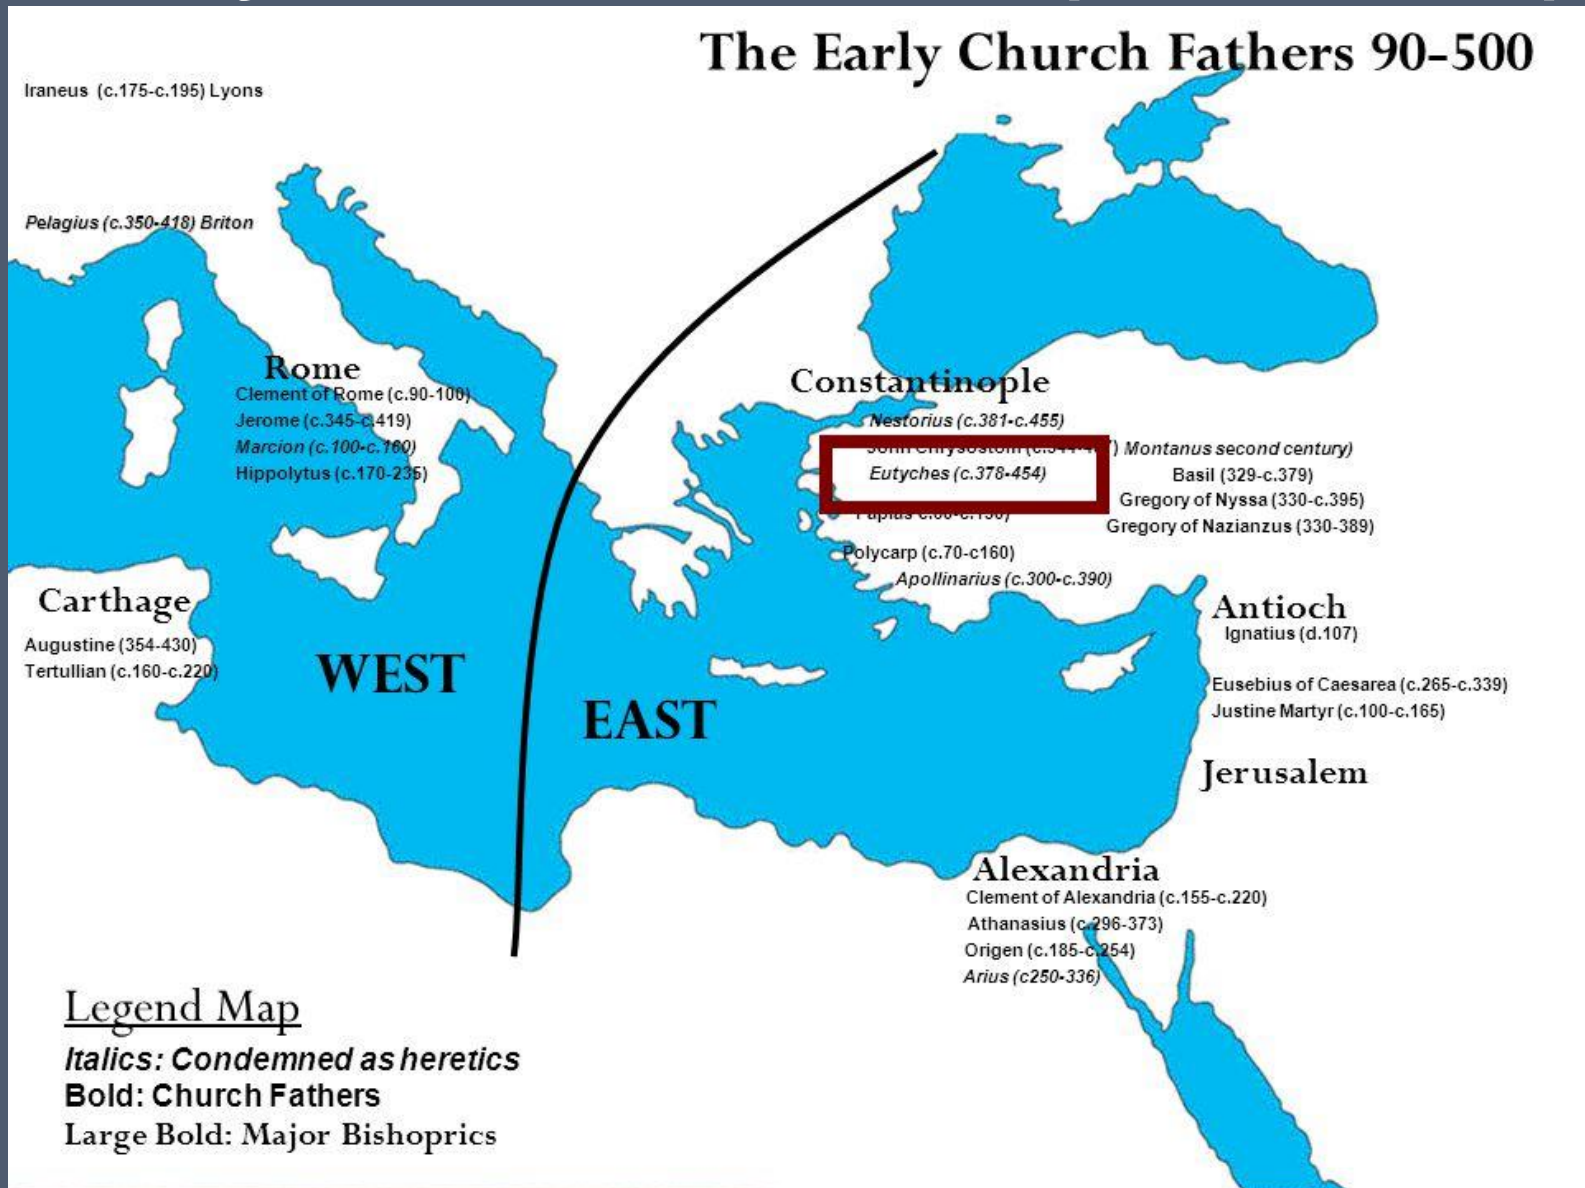 The Early Church Fathers 90-500
Iraneus (c.175-c.195) Lyons
Pelagius (c.350-418) Briton
Rome
Clement of Rome (c.90-100)
Jerome (c.345-c.419)
Marcion (c.100-c.160)
Hippolytus (c.170-235)
Constantinople
Nestorius (c.381-c.455)
John Chrysostom
Montanus second century)
Eutyches (c.378-454)
Basil (329-c.379)
Gregory of Nyssa (330-c.395)
Papias
Gregory of Nazianzus (330-389)
Polycarp (c.70-c160)
Apollinarius (c.300-c.390)
Carthage
Augustine (354-430)
Tertullian (c.160-c.220)
WEST
EAST
Antioch
Ignatius (d.107)
Eusebius of Caesarea (c.265-c.339)
Justine Martyr (c.100-c.165)
Jerusalem
Alexandria
Clement of Alexandria (c.155-c.220)
Athanasius (c.296-373)
Origen (c.185-c.254)
Arius (c250-336)
Legend Map
Italics: Condemned as heretics
Bold: Church Fathers
Large Bold: Major Bishoprics